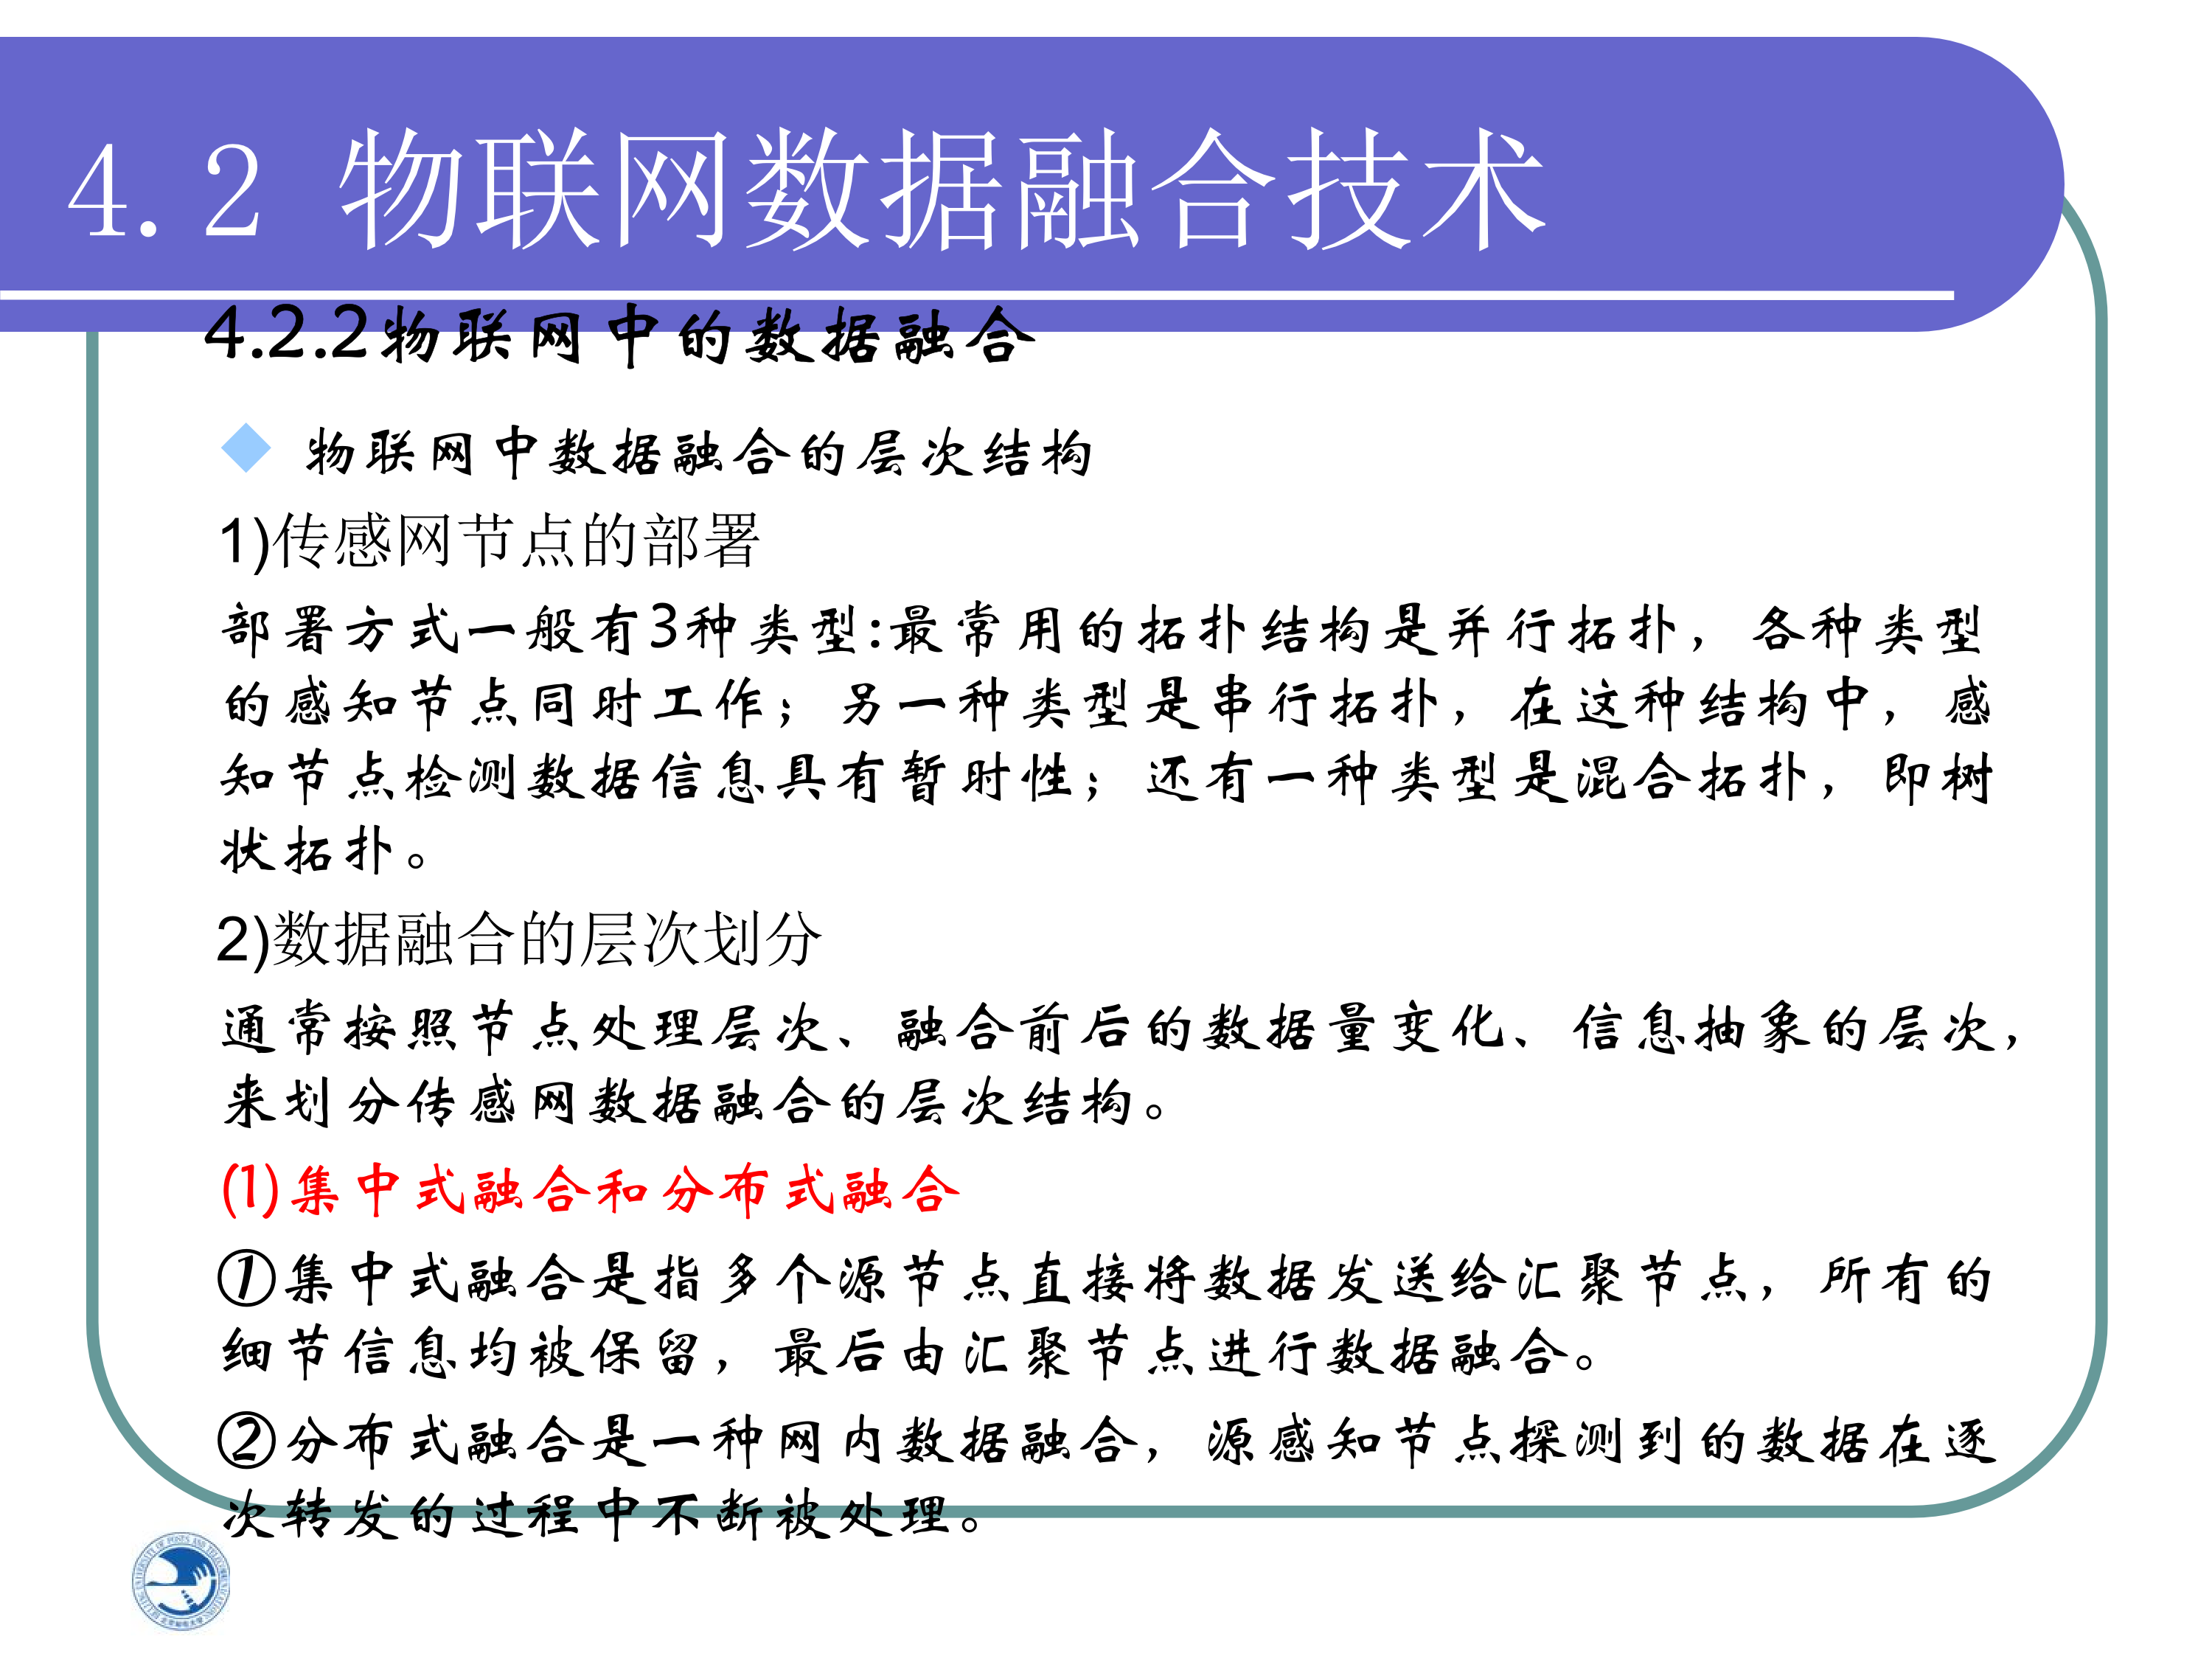 4.2 物联网数据融合技术
4.2.2物联网中的数据融合
物联网中数据融合的层次结构
1)传感网节点的部署
部署方式一般有3种类型:最常用的拓扑结构是并行拓扑，各种类型
的感知节点同时工作；另一种类型是串行拓扑，在这种结构中，感
知节点检测数据信息具有暂时性；还有一种类型是混合拓扑，即树
状拓扑。
2)数据融合的层次划分
通常按照节点处理层次、融合前后的数据量变化、信息抽象的层次，
来划分传感网数据融合的层次结构。
(1)集中式融合和分布式融合
①集中式融合是指多个源节点直接将数据发送给汇聚节点，所有的
细节信息均被保留，最后由汇聚节点进行数据融合。
②分布式融合是一种网内数据融合，源感知节点探测到的数据在逐
次转发的过程中不断被处理。